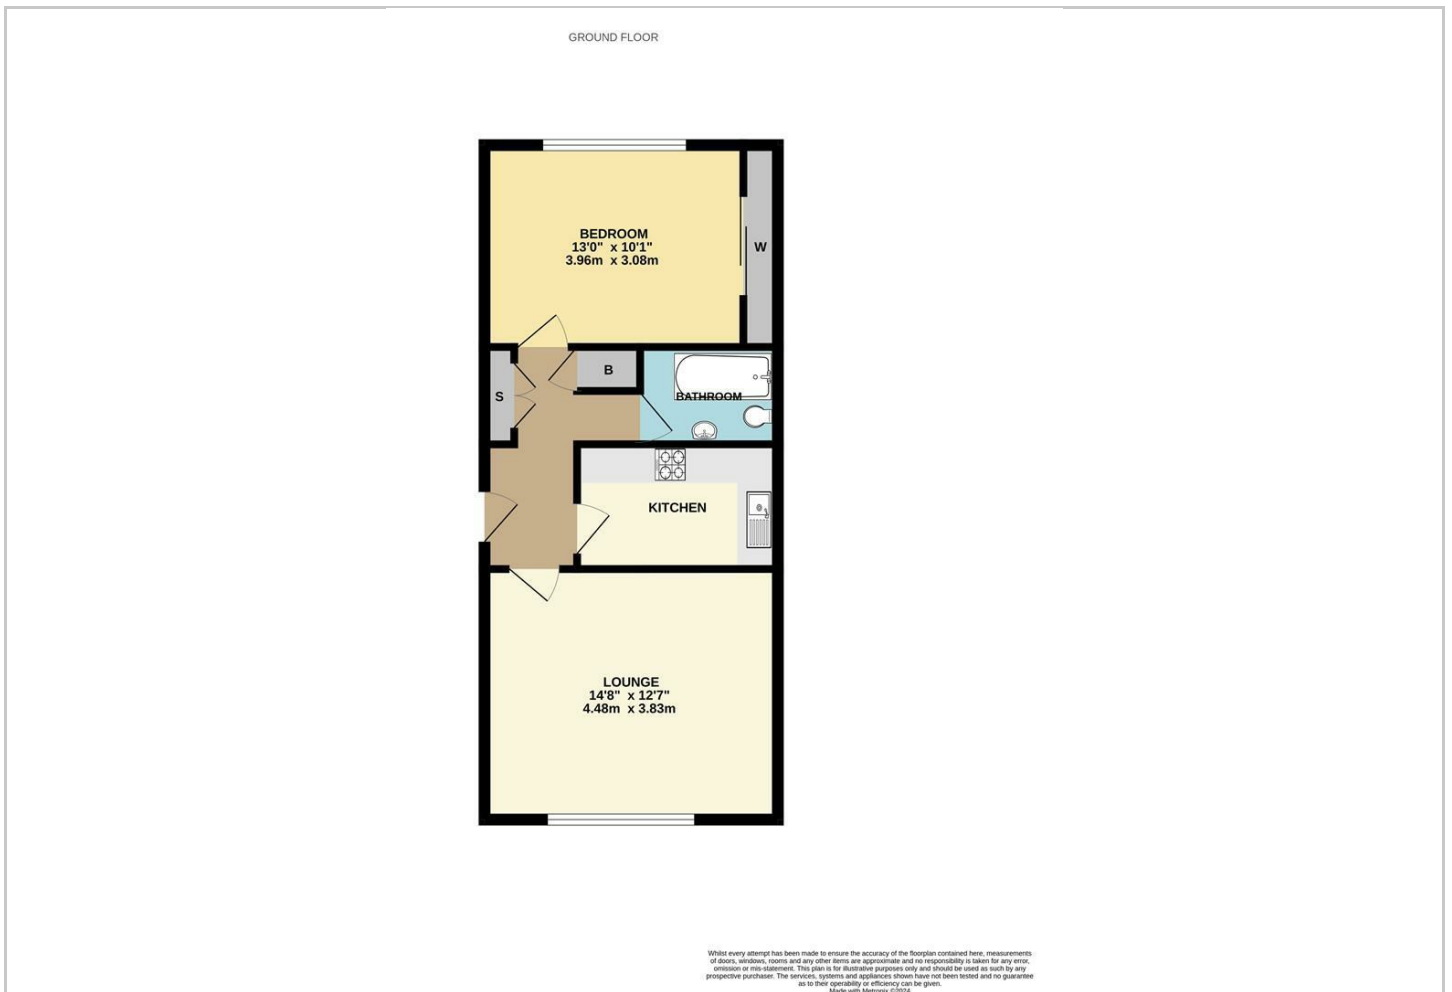 GROUND FLOOR
BEDROOM
13'0" x 10'1"
3.96m x 3.08m
W
B
S
BATHROOM
KITCHEN
LOUNGE
14'8" x 12'7"
4.48m x 3.83m
Whilst every attempt has been made to ensure the accuracy of the floorplan contained here, measurements
of doors, windows, rooms and any other items are approximate and no responsibility is taken for any error,
omission or mis-statement. This plan is for illustrative purposes only and should be used as such by any
prospective purchaser. The services, systems and appliances shown have not been tested and no guarantee
as to their operability or efficiency can be given.
Made with Metropix ©2024